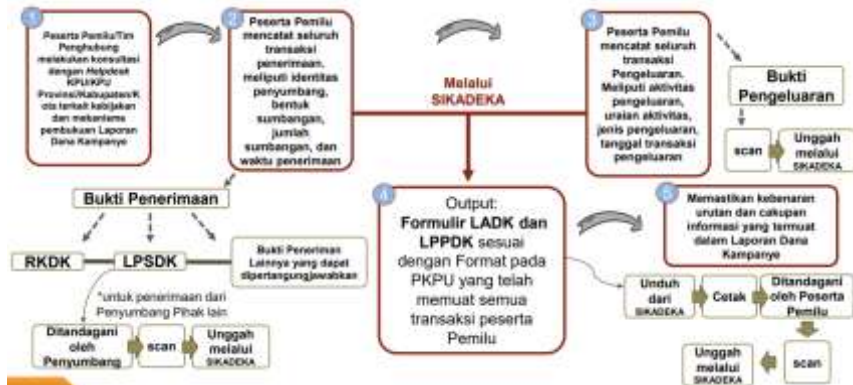 1
Peserta Pemilu/Tim
Penghubung
melakukan konsultasi
dengan Helpdesk
KPU/KPU
Provinsi/Kabupaten/K
ota terkait kebijakan
dan mekanisme
pembukuan Laporan
Dana Kampanye
2
Peserta Pemilu
mencatat seluruh
transaksi
penerimaan.
meliputi identitas
penyumbang,
bentuk
sumbangan,
jumlah
sumbangan, dan
waktu penerimaan
Melalui
SIKADEKA
3
Peserta Pemilu
mencatat seluruh
transaksi
Pengeluaran.
Meliputi aktivitas
pengeluaran,
uraian aktivitas,
jenis pengeluaran,
tanggal transaksi
pengeluaran
Bukti
Pengeluaran
scan
Unggah
melalui
SIKADEKA
Bukti Penerimaan
RKDK
LPSDK
Bukti Peneriman
Lainnya yang dapat
dipertangungjawabkan
*untuk penerimaan dari
Penyumbang Pihak lain
Ditandagani
oleh
Penyumbang
scan
Unggah
melalui
SIKADEKA
4
Output:
Formulir LADK dan
LPPDK sesuai
dengan Format pada
PKPU yang telah
memuat semua
transaksi peserta
Pemilu
5
Memastikan kebenaran
urutan dan cakupan
informasi yang termuat
dalam Laporan Dana
Kampanye
Unduh
dari
SIKADEKA
Cetak
Ditandagani
oleh Peserta
Pemilu
scan
Unggah
melalui
SIKADEKA